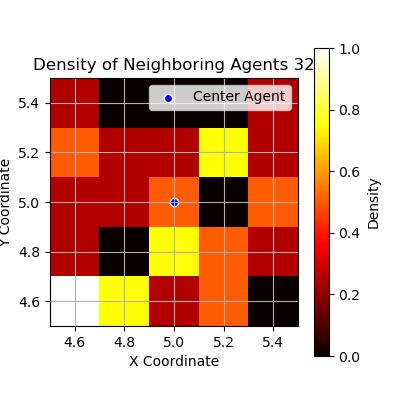 Density of Neighboring Agents 32
Center Agent
5.4
5.2
5.0
4.8
4.6
Y Coordinate
4.6 4.8 5.0 5.2 5.4
X Coordinate
1.0
0.8
0.6
0.4
0.2
0.0
Density